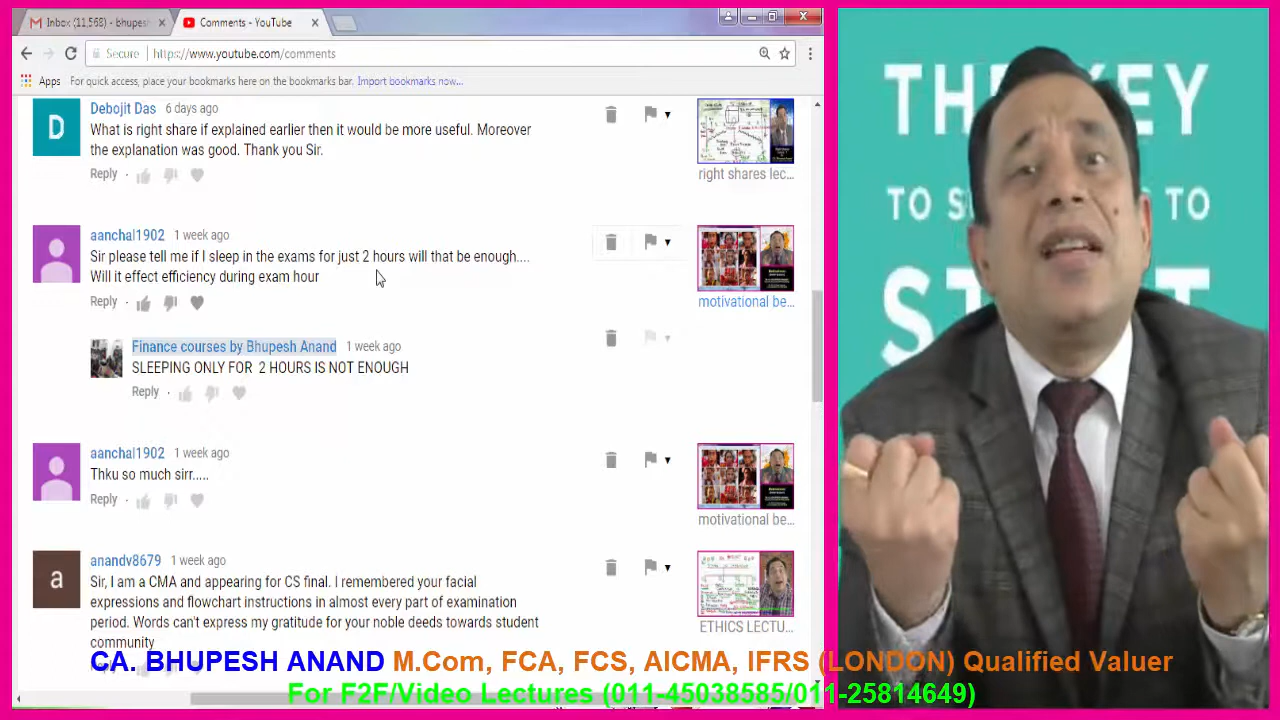 Inbox (11,568) - bhupesh
Comments - YouTube
Secure https://www.youtube.com/comments
Apps For quick access, place your bookmarks here on the bookmarks bar. Import bookmarks now...
D
Debojit Das 6 days ago
What is right share if explained earlier then it would be more useful. Moreover
the explanation was good. Thank you Sir.
Reply
right shares lec...
aanchal1902 1 week ago
Sir please tell me if I sleep in the exams for just 2 hours will that be enough....
Will it effect efficiency during exam hour
Reply
motivational be...
Finance courses by Bhupesh Anand 1 week ago
SLEEPING ONLY FOR 2 HOURS IS NOT ENOUGH
Reply
aanchal1902 1 week ago
Thku so much sirr.....
Reply
motivational be...
a
anandv8679 1 week ago
Sir, I am a CMA and appearing for CS final. I remembered your facial
expressions and flowchart instructions in almost every part of examination
period. Words can't express my gratitude for your noble deeds towards student
community
ETHICS LECTU...
THE KEY
TO
TO
CA. BHUPESH ANAND M.Com, FCA, FCS, AICMA, IFRS (LONDON) Qualified Valuer
For F2F/Video Lectures (011-45038585/011-25814649)